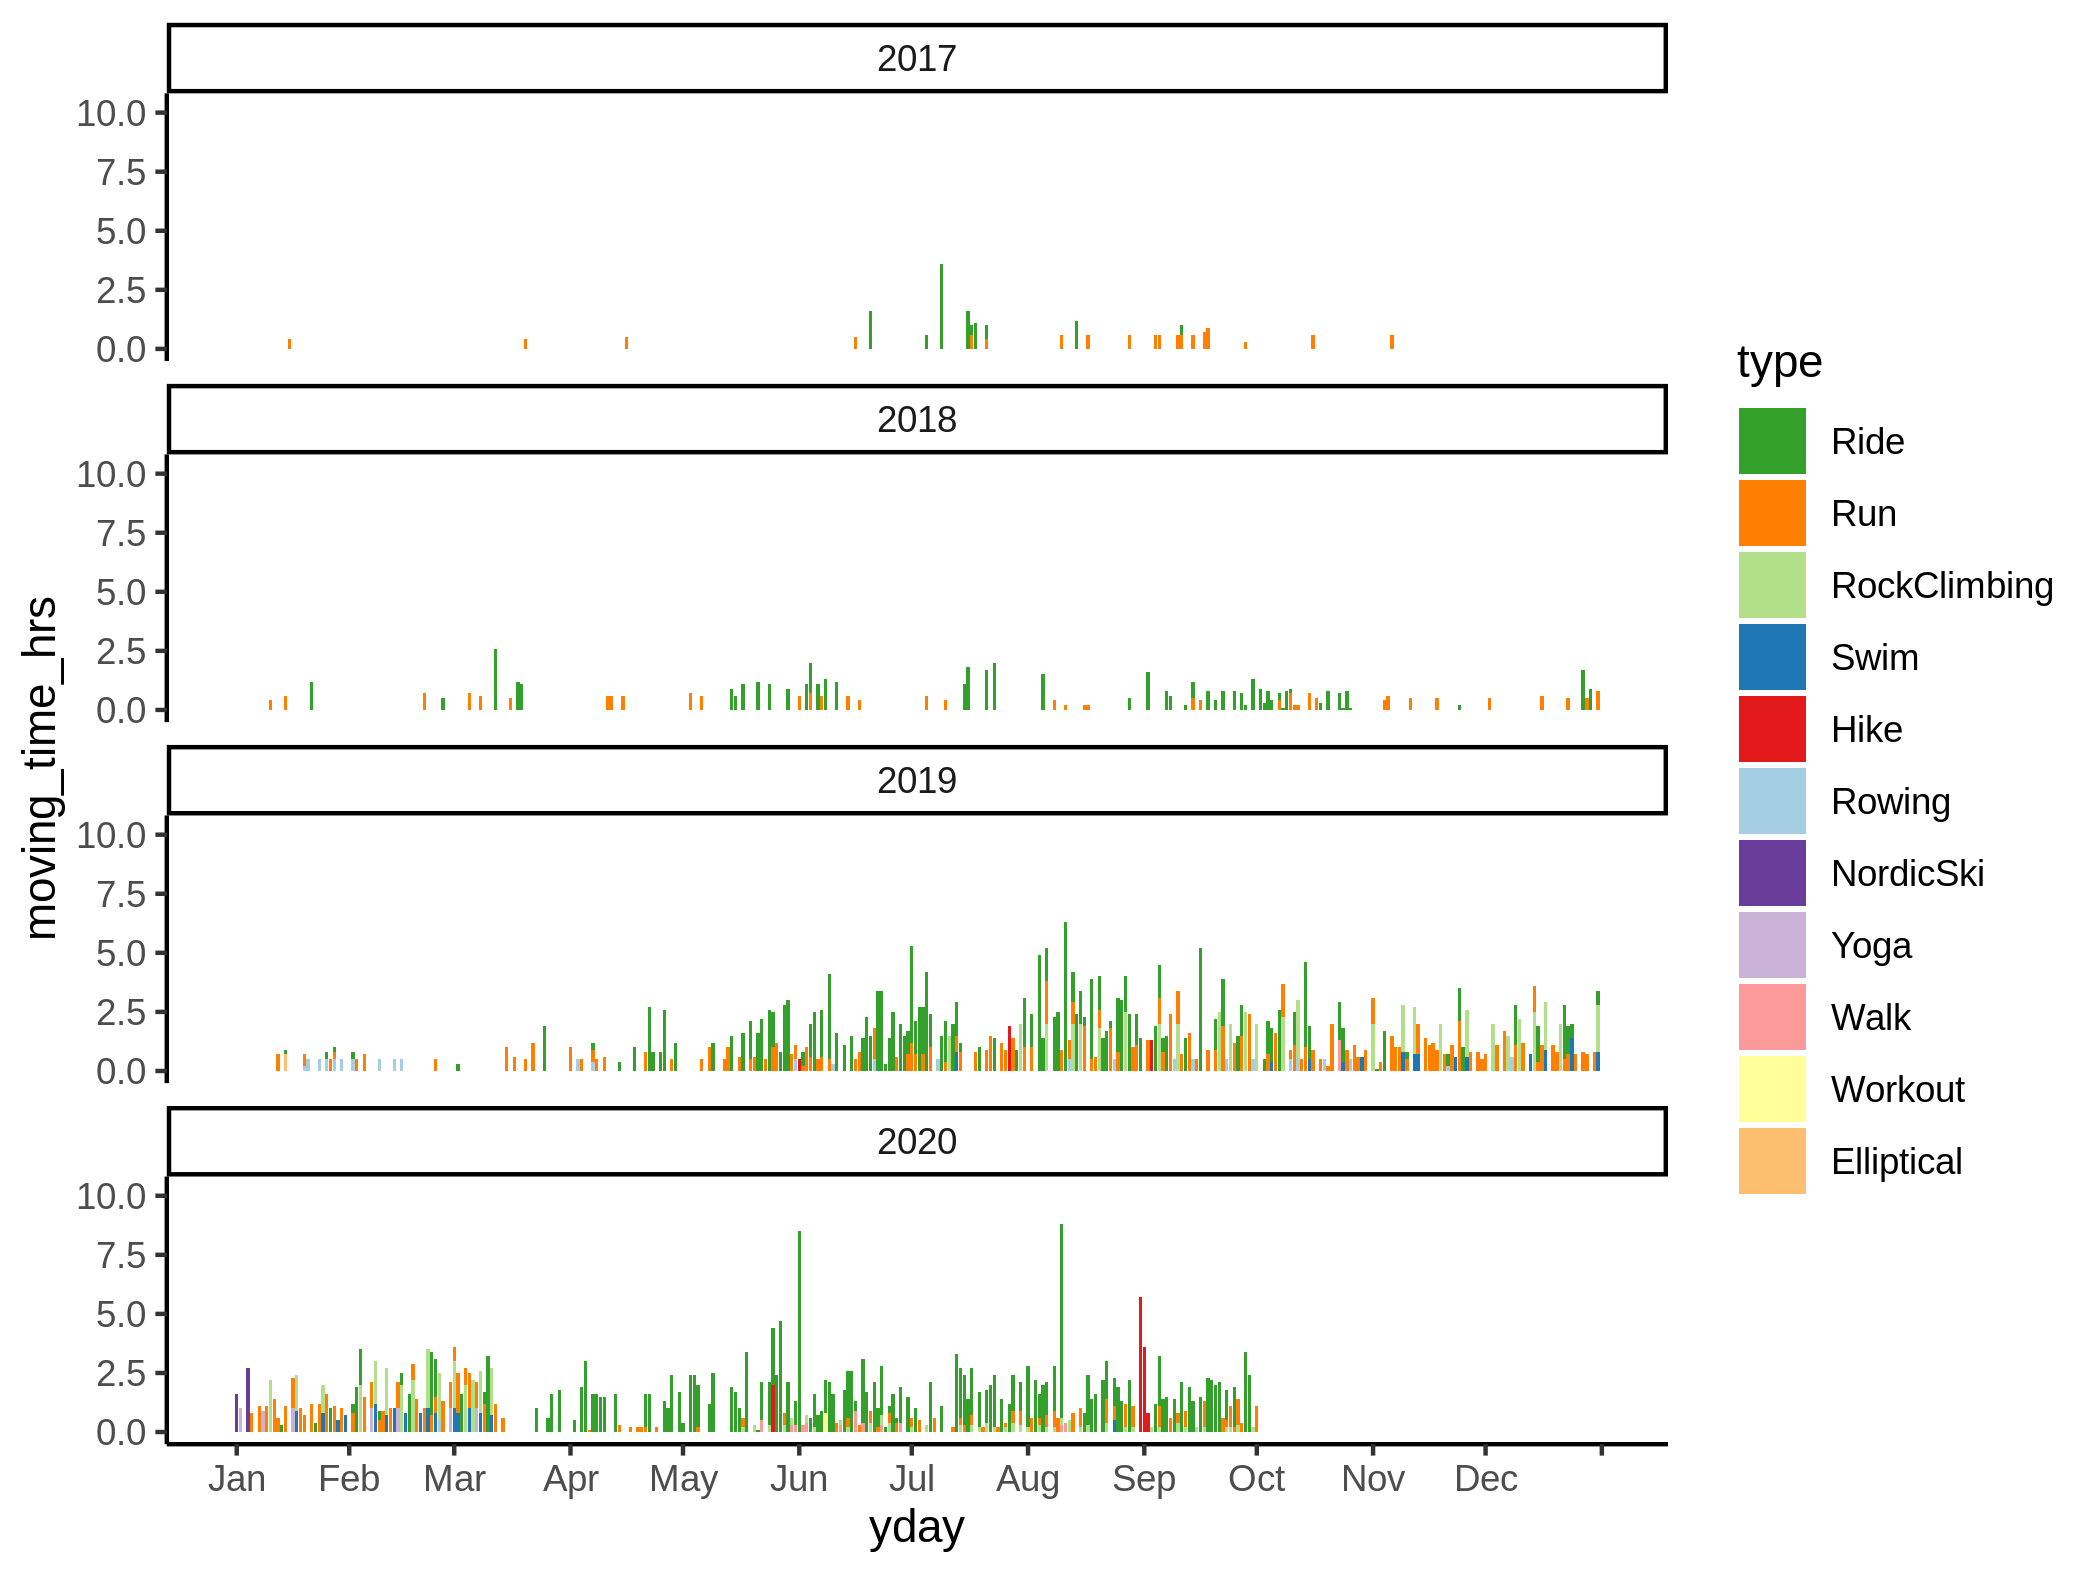 2017
10.0
7.5
5.0
2.5
0.0
2018
10.0
7.5
5.0
2.5
0.0
2019
10.0
7.5
5.0
2.5
0.0
2020
10.0
7.5
5.0
2.5
0.0
Jan Feb Mar Apr May Jun Jul Aug Sep Oct Nov Dec
yday
moving_time_hrs
type
Ride
Run
RockClimbing
Swim
Hike
Rowing
NordicSki
Yoga
Walk
Workout
Elliptical